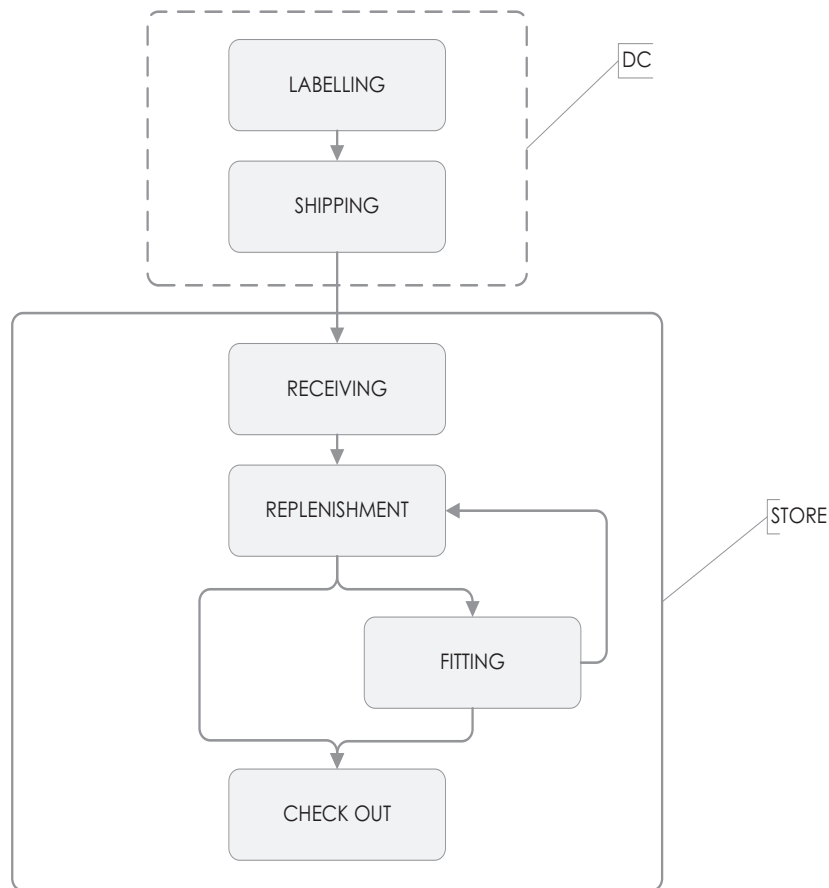 LABELLING
DC
SHIPPING
RECEIVING
REPLENISHMENT
STORE
FITTING
CHECK OUT